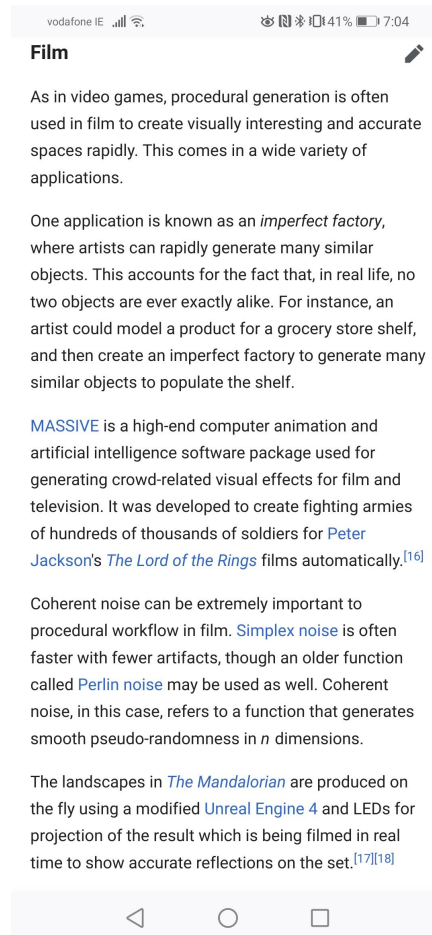 vodafone IE 41% 7:04
Film
As in video games, procedural generation is often
used in film to create visually interesting and accurate
spaces rapidly. This comes in a wide variety of
applications.
One application is known as an imperfect factory,
where artists can rapidly generate many similar
objects. This accounts for the fact that, in real life, no
two objects are ever exactly alike. For instance, an
artist could model a product for a grocery store shelf,
and then create an imperfect factory to generate many
similar objects to populate the shelf.
MASSIVE is a high-end computer animation and
artificial intelligence software package used for
generating crowd-related visual effects for film and
television. It was developed to create fighting armies
of hundreds of thousands of soldiers for Peter
Jackson's The Lord of the Rings films automatically.[16]
Coherent noise can be extremely important to
procedural workflow in film. Simplex noise is often
faster with fewer artifacts, though an older function
called Perlin noise may be used as well. Coherent
noise, in this case, refers to a function that generates
smooth pseudo-randomness in n dimensions.
The landscapes in The Mandalorian are produced on
the fly using a modified Unreal Engine 4 and LEDs for
projection of the result which is being filmed in real
time to show accurate reflections on the set.[17][18]